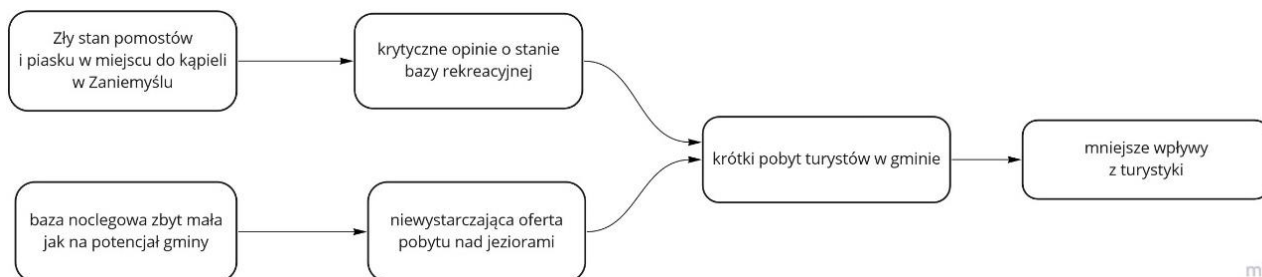 Zły stan pomostów
i piasku w miejscu do kąpieli
w Zaniemyślu
krytyczne opinie o stanie
bazy rekreacyjnej
baza noclegowa zbyt mała
jak na potencjał gminy
niewystarczająca oferta
pobytu nad jeziorami
krótki pobyt turystów w gminie
mniejsze wpływy
z turystyki
m